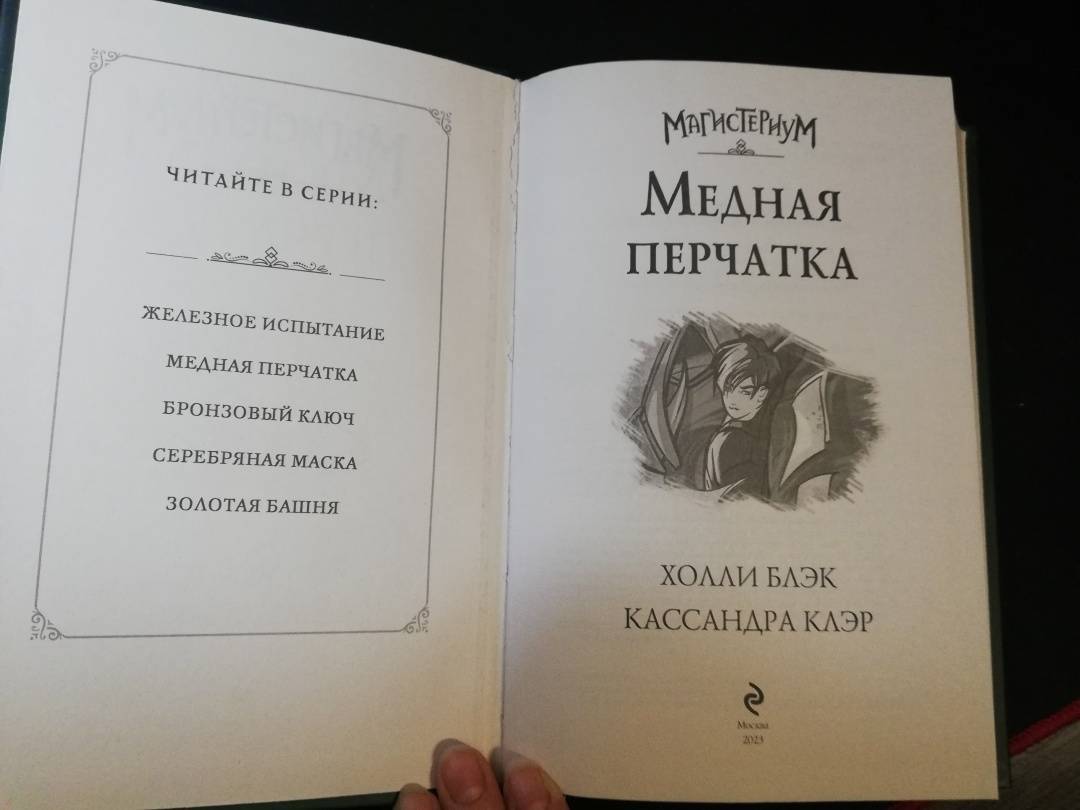 ЧИТАЙТЕ В СЕРИИ:
ЖЕЛЕЗНОЕ ИСПЫТАНИЕ
МЕДНАЯ ПЕРЧАТКА
БРОНЗОВЫЙ КЛЮЧ
СЕРЕБРЯНАЯ МАСКА
ЗОЛОТАЯ БАШНЯ
МАГИСТЕРИУМ
МЕДНАЯ
ПЕРЧАТКА
ХОЛЛИ БЛЭК
КАССАНДРА КЛЭР
Москва
2023